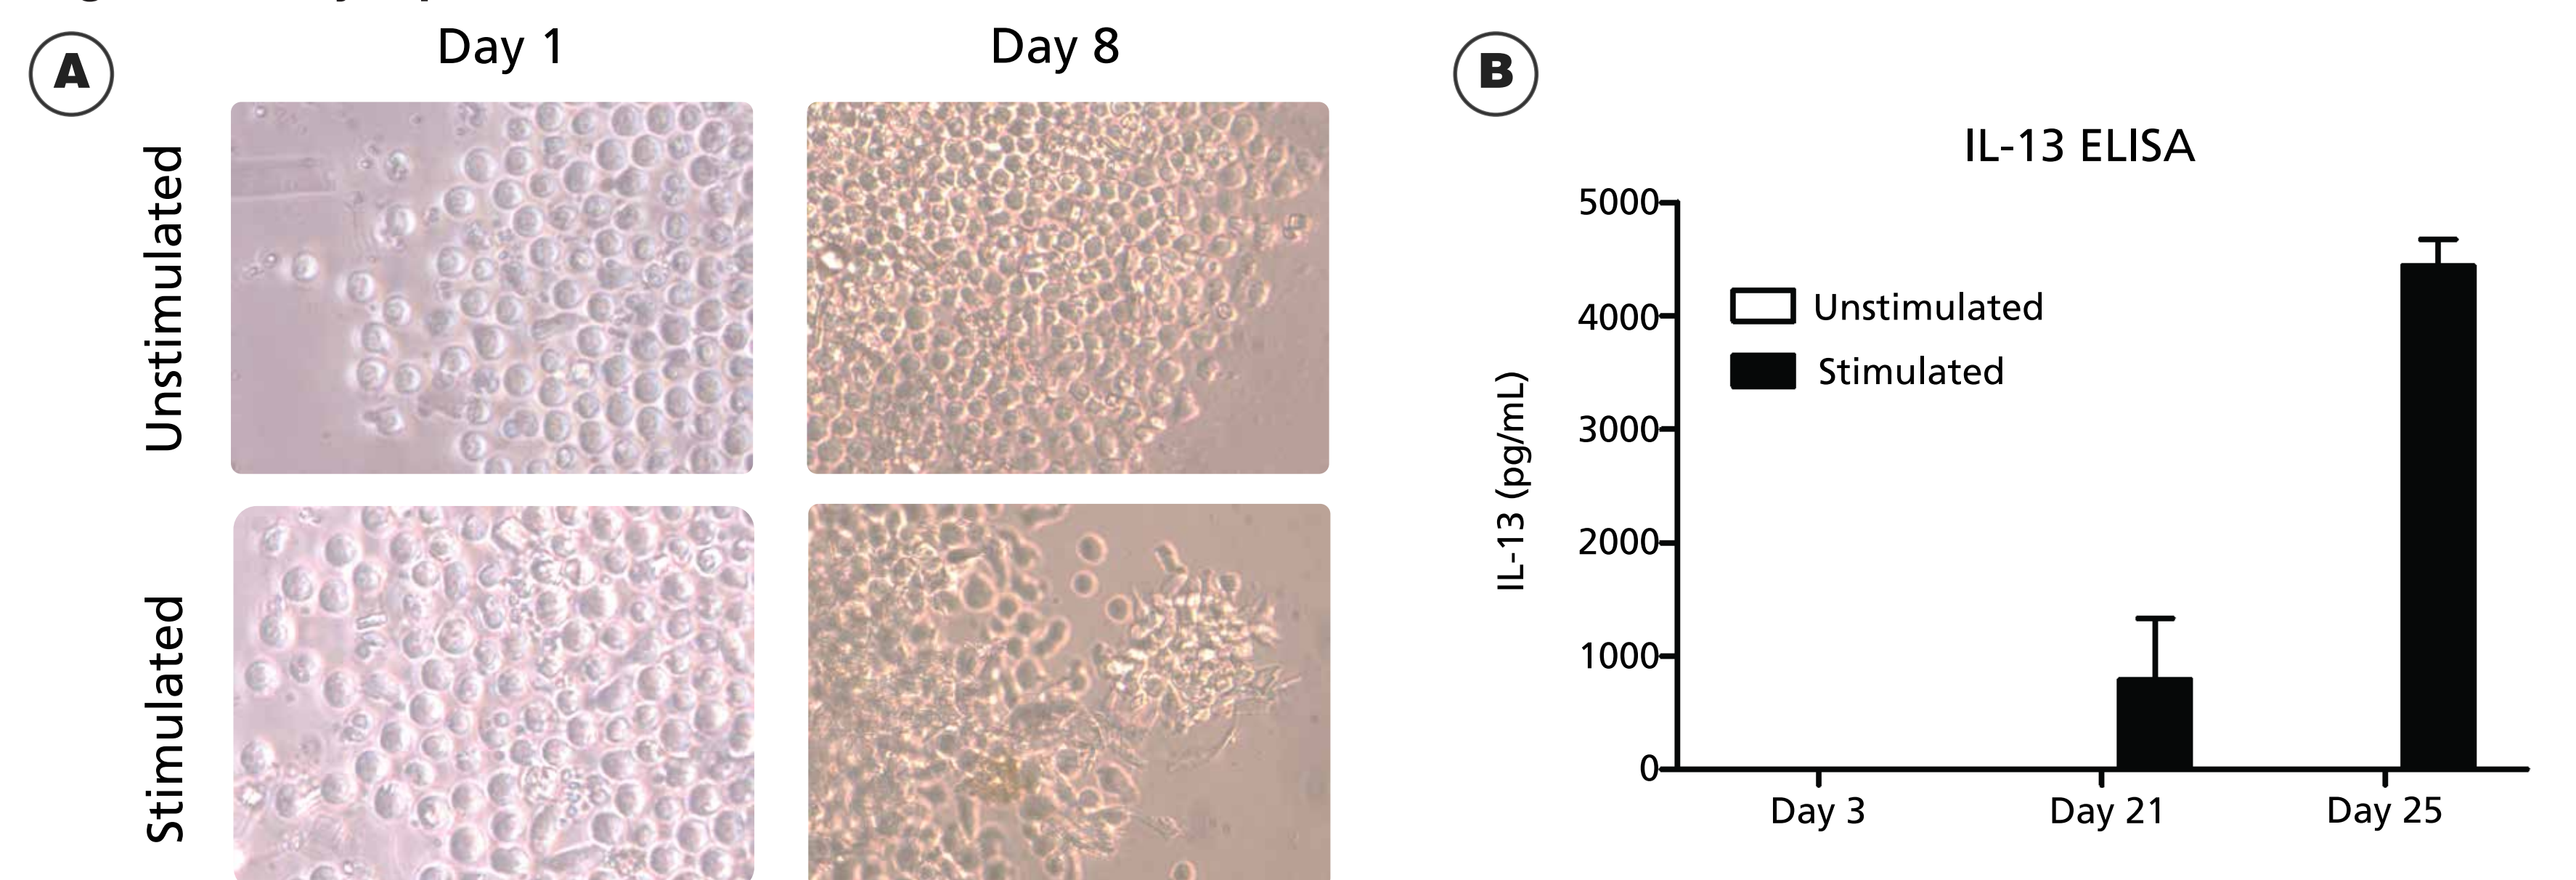 A
Day 1
Day 8
Unstimulated
Stimulated
B
IL-13 ELISA
IL-13 (pg/mL)
5000
4000
3000
2000
1000
0
Unstimulated
Stimulated
Day 3
Day 21
Day 25